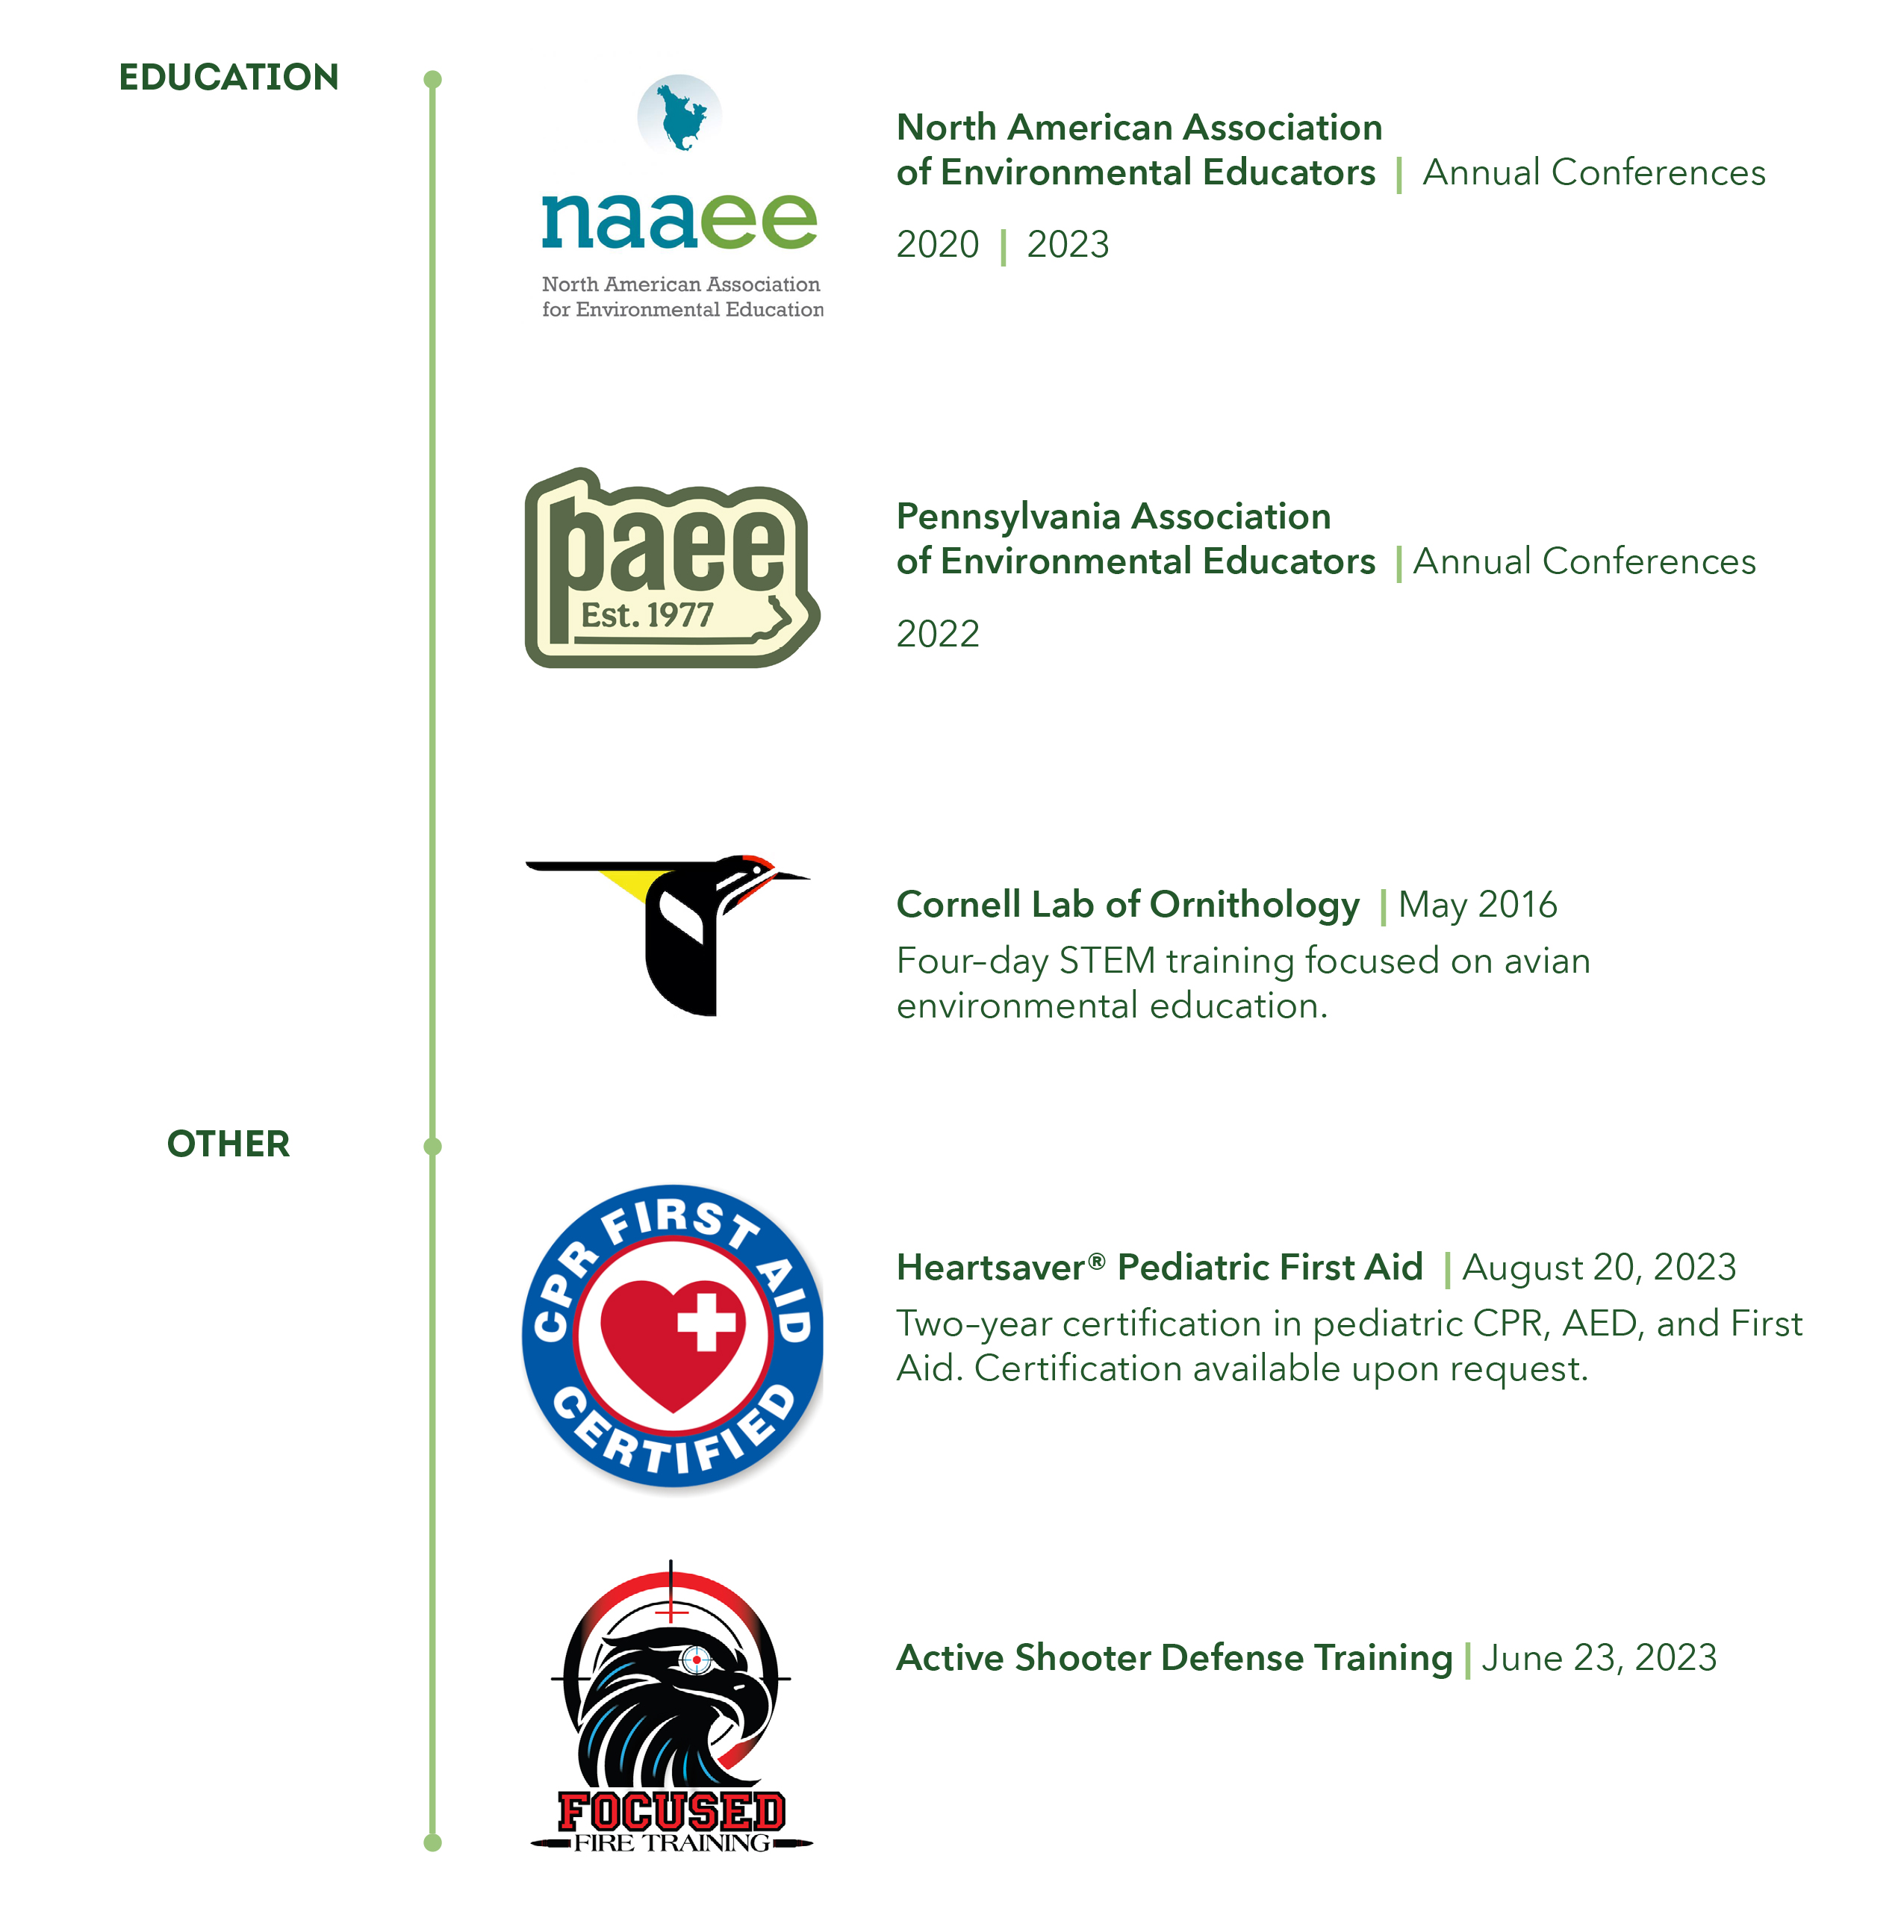 EDUCATION
naaee
North American Association
for Environmental Education
North American Association
of Environmental Educators | Annual Conferences
2020 | 2023
paee
Est. 1977
Pennsylvania Association
of Environmental Educators | Annual Conferences
2022
Cornell Lab of Ornithology | May 2016
Four-day STEM training focused on avian
environmental education.
OTHER
CPR FIRST AID
CERTIFIED
Heartsaver® Pediatric First Aid | August 20, 2023
Two-year certification in pediatric CPR, AED, and First
Aid. Certification available upon request.
FOCUSED
FIRE TRAINING
Active Shooter Defense Training | June 23, 2023